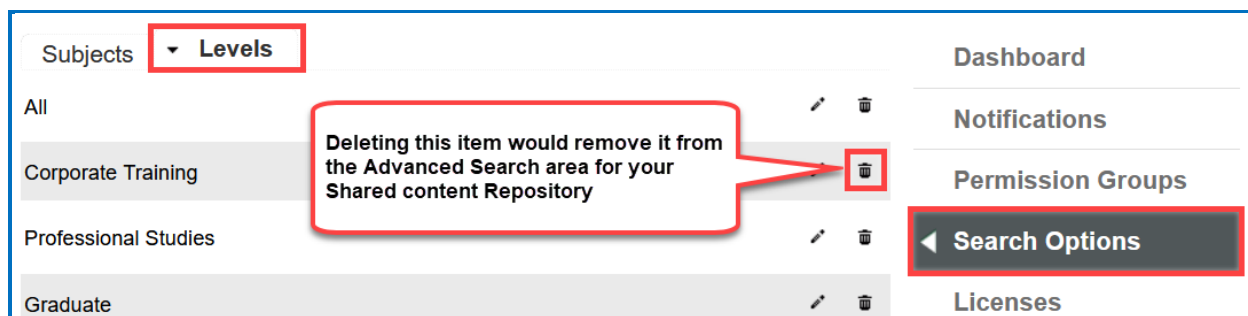 Subjects
Levels
All
Corporate Training
Professional Studies
Graduate
Deleting this item would remove it from
the Advanced Search area for your
Shared content Repository
Dashboard
Notifications
Permission Groups
Search Options
Licenses